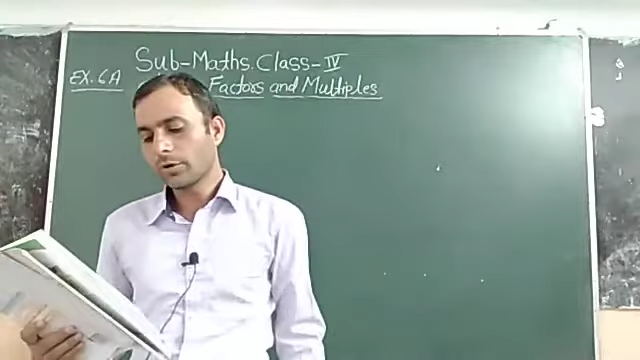 Sub-Maths. Class-IV
EX. 6A
Factors and Multiples